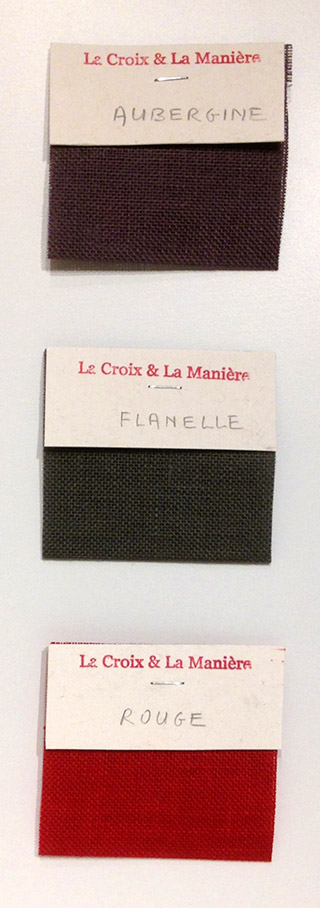 La Croix & La Manière
AUBERGINE
La Croix & La Manière
FLANELLE
La Croix & La Manière
ROUGE